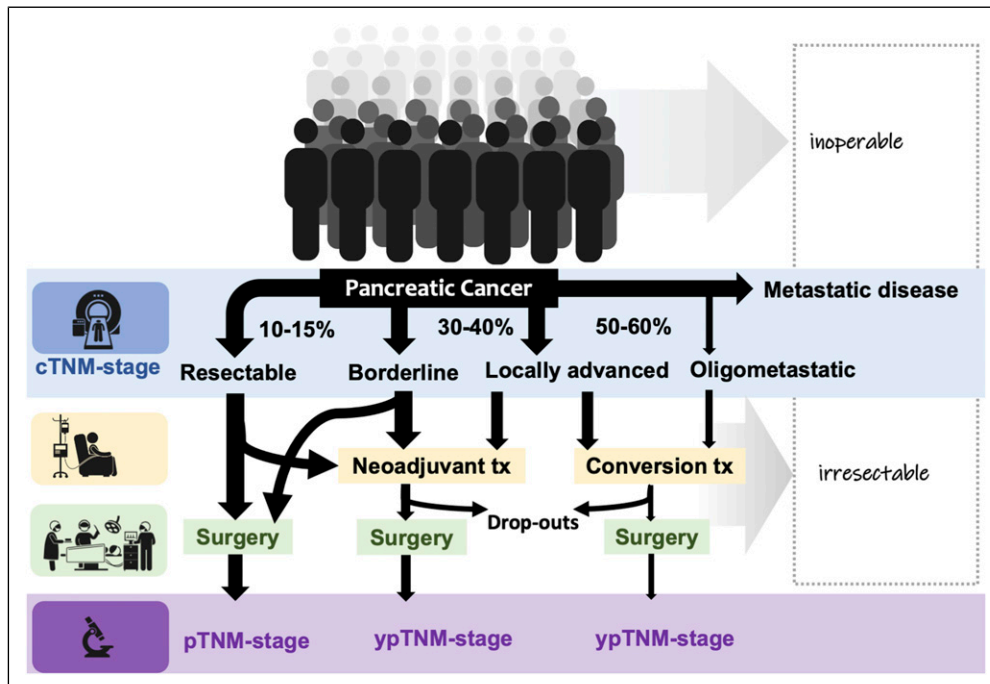 inoperable
Pancreatic Cancer
Metastatic disease
10-15%
30-40%
50-60%
cTNM-stage
Resectable
Borderline
Locally advanced
Oligometastatic
Neoadjuvant tx
Conversion tx
irresectable
Drop-outs
Surgery
Surgery
Surgery
pTNM-stage
ypTNM-stage
ypTNM-stage